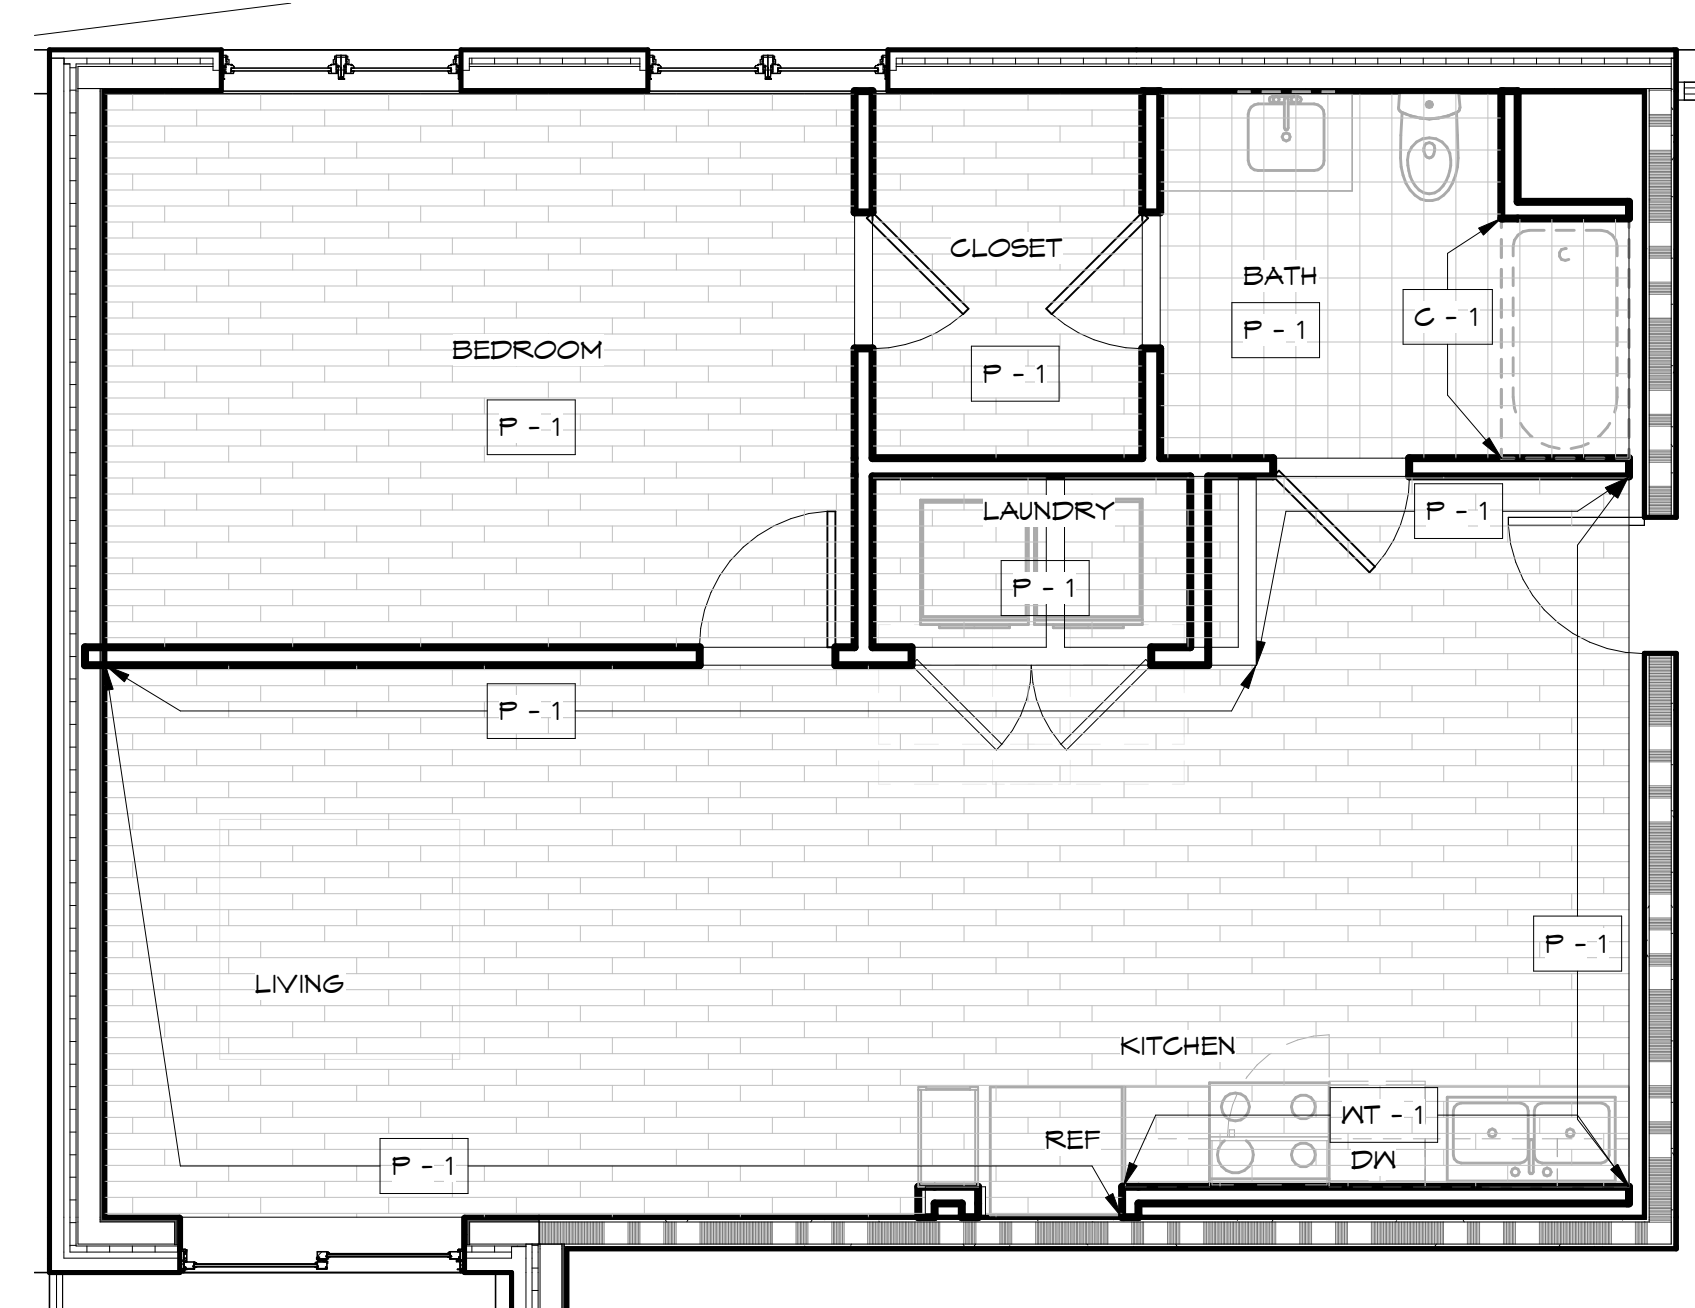 CLOSET
BATH
P - 1
C - 1
BEDROOM
P - 1
P - 1
LAUNDRY
P - 1
P - 1
P - 1
P - 1
LIVING
KITCHEN
WT - 1
REF
DW
P - 1